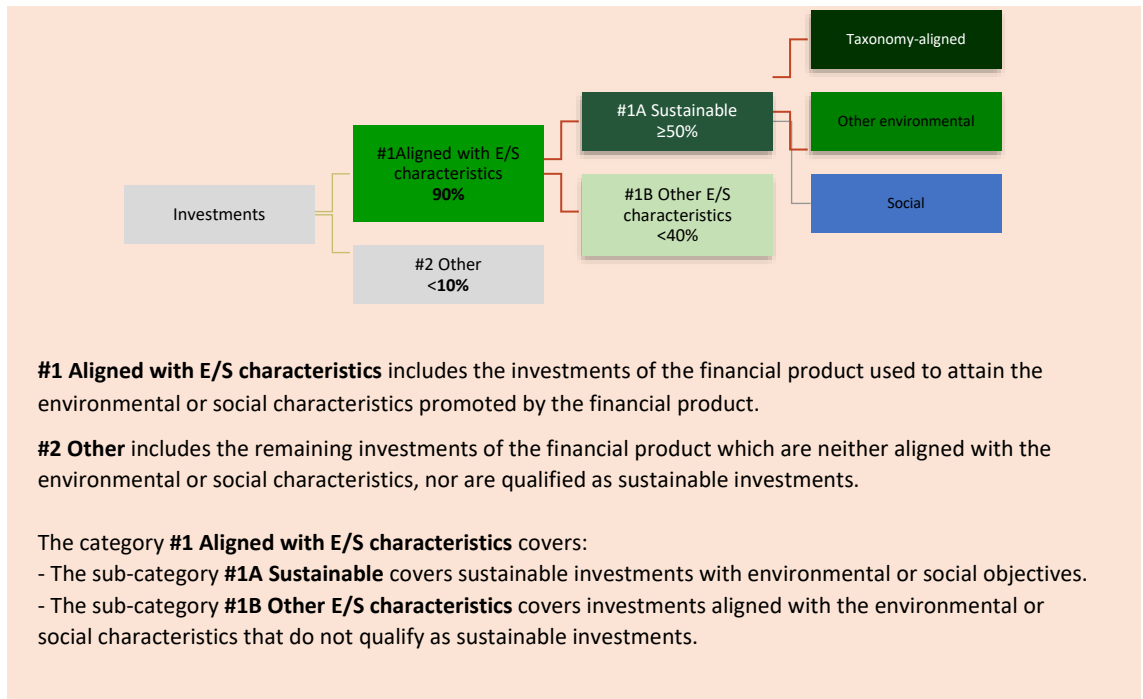 Taxonomy-aligned
#1A Sustainable
≥50%
Other environmental
#1Aligned with E/S
characteristics
90%
#1B Other E/S
characteristics
<40%
Social
Investments
#2 Other
<10%
#1 Aligned with E/S characteristics includes the investments of the financial product used to attain the
environmental or social characteristics promoted by the financial product.
#2 Other includes the remaining investments of the financial product which are neither aligned with the
environmental or social characteristics, nor are qualified as sustainable investments.
The category #1 Aligned with E/S characteristics covers:
- The sub-category #1A Sustainable covers sustainable investments with environmental or social objectives.
- The sub-category #1B Other E/S characteristics covers investments aligned with the environmental or
social characteristics that do not qualify as sustainable investments.